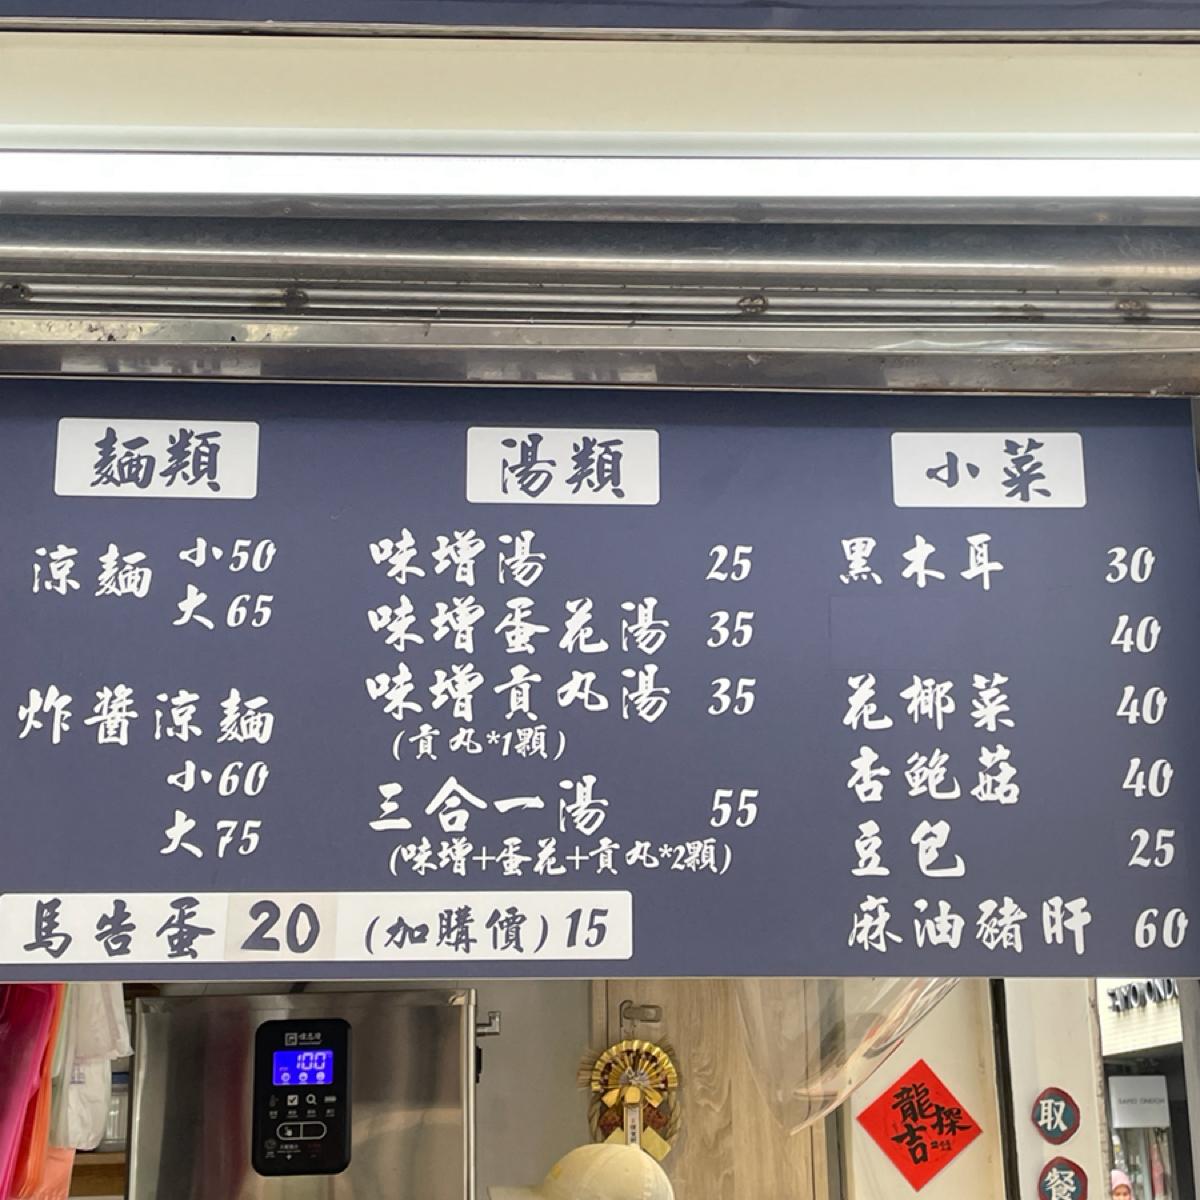 麵類
涼麵 小50
大65
炸醬涼麵
小60
大75
湯類
味增湯 25
味增蛋花湯 35
味增貢丸湯 35
(貢丸*1顆)
三合一湯 55
(味增+蛋花+貢丸*2顆)
小菜
黑木耳 30
40
花椰菜 40
杏鮑菇 40
豆包 25
麻油豬肝 60
馬告蛋 20 (加購價) 15
100
龍探
吉
取
餐